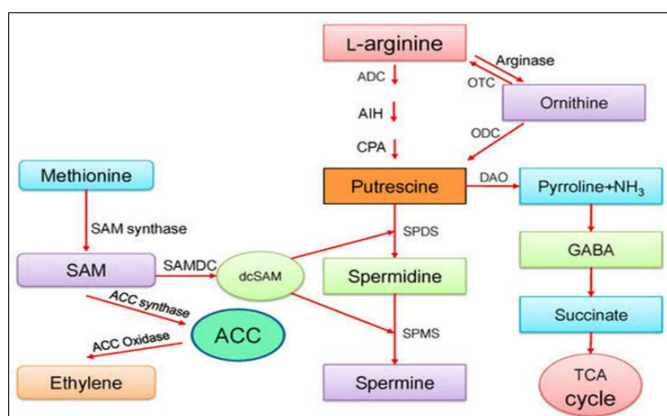 L-arginine
Arginase
ADC
OTC
Ornithine
AIH
ODC
CPA
Methionine
Putrescine
DAO
Pyrroline+NH₃
SAM synthase
SPDS
GABA
SAM
SAMDC
dcSAM
Spermidine
ACC synthase
ACC
Succinate
ACC Oxidase
SPMS
Ethylene
Spermine
TCA
cycle